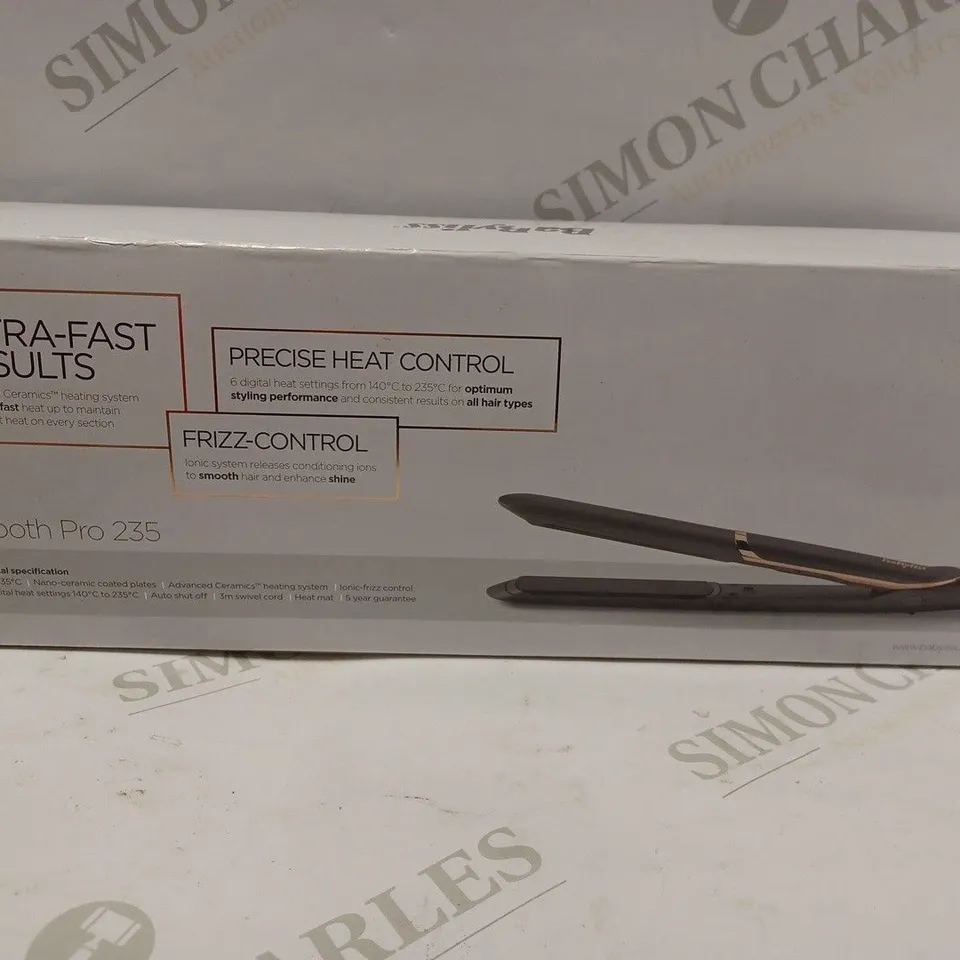 SIMON CHARLES
Auctioneers & Valuers
BaByliss
TRA-FAST
SULTS
Ceramics™ heating system
fast heat up to maintain
heat on every section
PRECISE HEAT CONTROL
6 digital heat settings from 140°C to 235°C for optimum
styling performance and consistent results on all hair types
FRIZZ-CONTROL
Ionic system releases conditioning ions
to smooth hair and enhance shine
ooth Pro 235
al specification
35°C | Nano-ceramic coated plates | Advanced Ceramics™ heating system | Ionic-frizz control
ital heat settings 140°C to 235°C | Auto shut off | 3m swivel cord | Heat mat | 5 year guarantee
BaByliss
SIMON
SIMON CHA
CHARLES